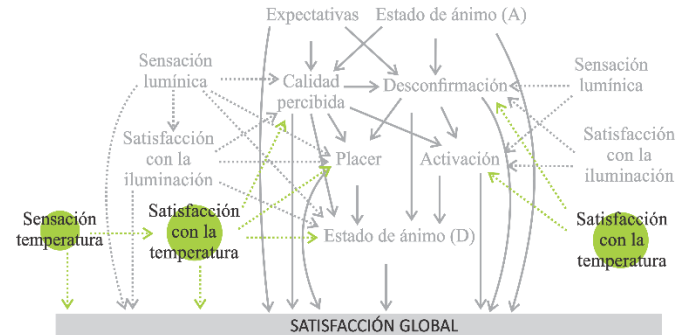 Expectativas
Estado de ánimo (A)
Sensación
lumínica
Calidad
percibida
Desconfirmación
Sensación
lumínica
Satisfacción
con la
iluminación
Placer
Activación
Satisfacción
con la
iluminación
Sensación
temperatura
Satisfacción
con la
temperatura
Estado de ánimo (D)
Satisfacción
con la
temperatura
SATISFACCIÓN GLOBAL